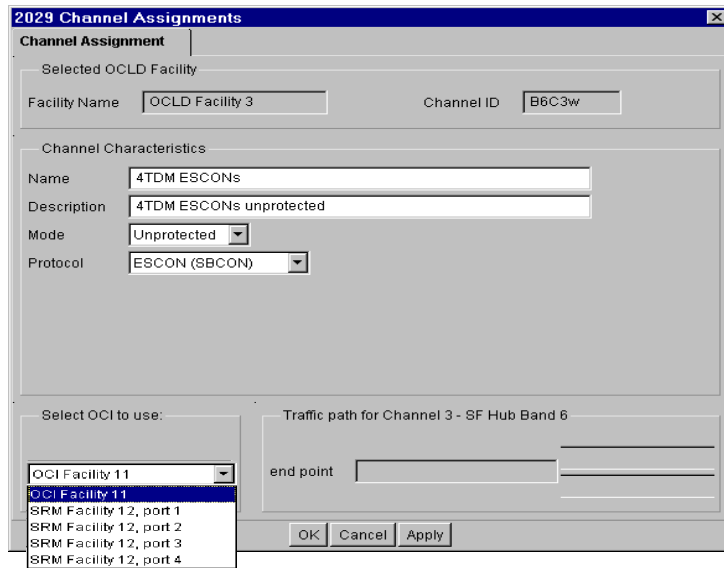 2029 Channel Assignments
Channel Assignment
Selected OCLD Facility
Facility Name OCLD Facility 3 Channel ID B6C3w
Channel Characteristics
Name 4TDM ESCONs
Description 4TDM ESCONs unprotected
Mode Unprotected
Protocol ESCON (SBCON)
Select OCI to use: Traffic path for Channel 3 - SF Hub Band 6
OCI Facility 11 end point
OCI Facility 11
SRM Facility 12, port 1
SRM Facility 12, port 2
SRM Facility 12, port 3
SRM Facility 12, port 4
OK Cancel Apply